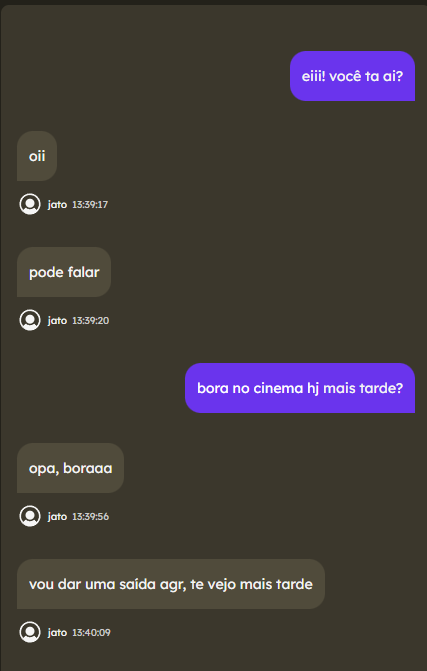 eiii! você ta ai?
oii
jato 13:39:17
pode falar
jato 13:39:20
bora no cinema hj mais tarde?
opa, boraaa
jato 13:39:56
vou dar uma saída agr, te vejo mais tarde
jato 13:40:09